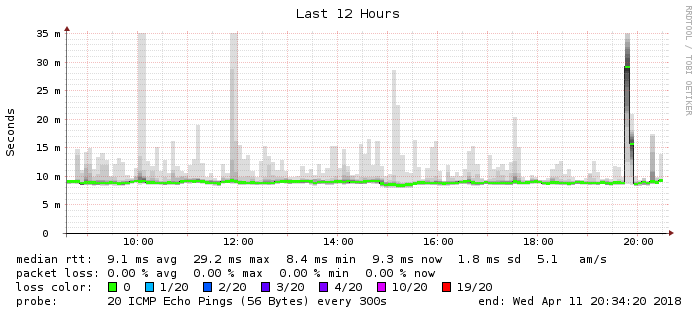 Last 12 Hours
RRDTOOL / TOBI OETIKER
Seconds
35 m
30 m
25 m
20 m
15 m
10 m
5 m
0
10:00 12:00 14:00 16:00 18:00 20:00
median rtt: 9.1 ms avg 29.2 ms max 8.4 ms min 9.3 ms now 1.8 ms sd 5.1 am/s
packet loss: 0.00 % avg 0.00 % max 0.00 % min 0.00 % now
loss color: 0 1/20 2/20 3/20 4/20 10/20 19/20
probe: 20 ICMP Echo Pings (56 Bytes) every 300s end: Wed Apr 11 20:34:20 2018